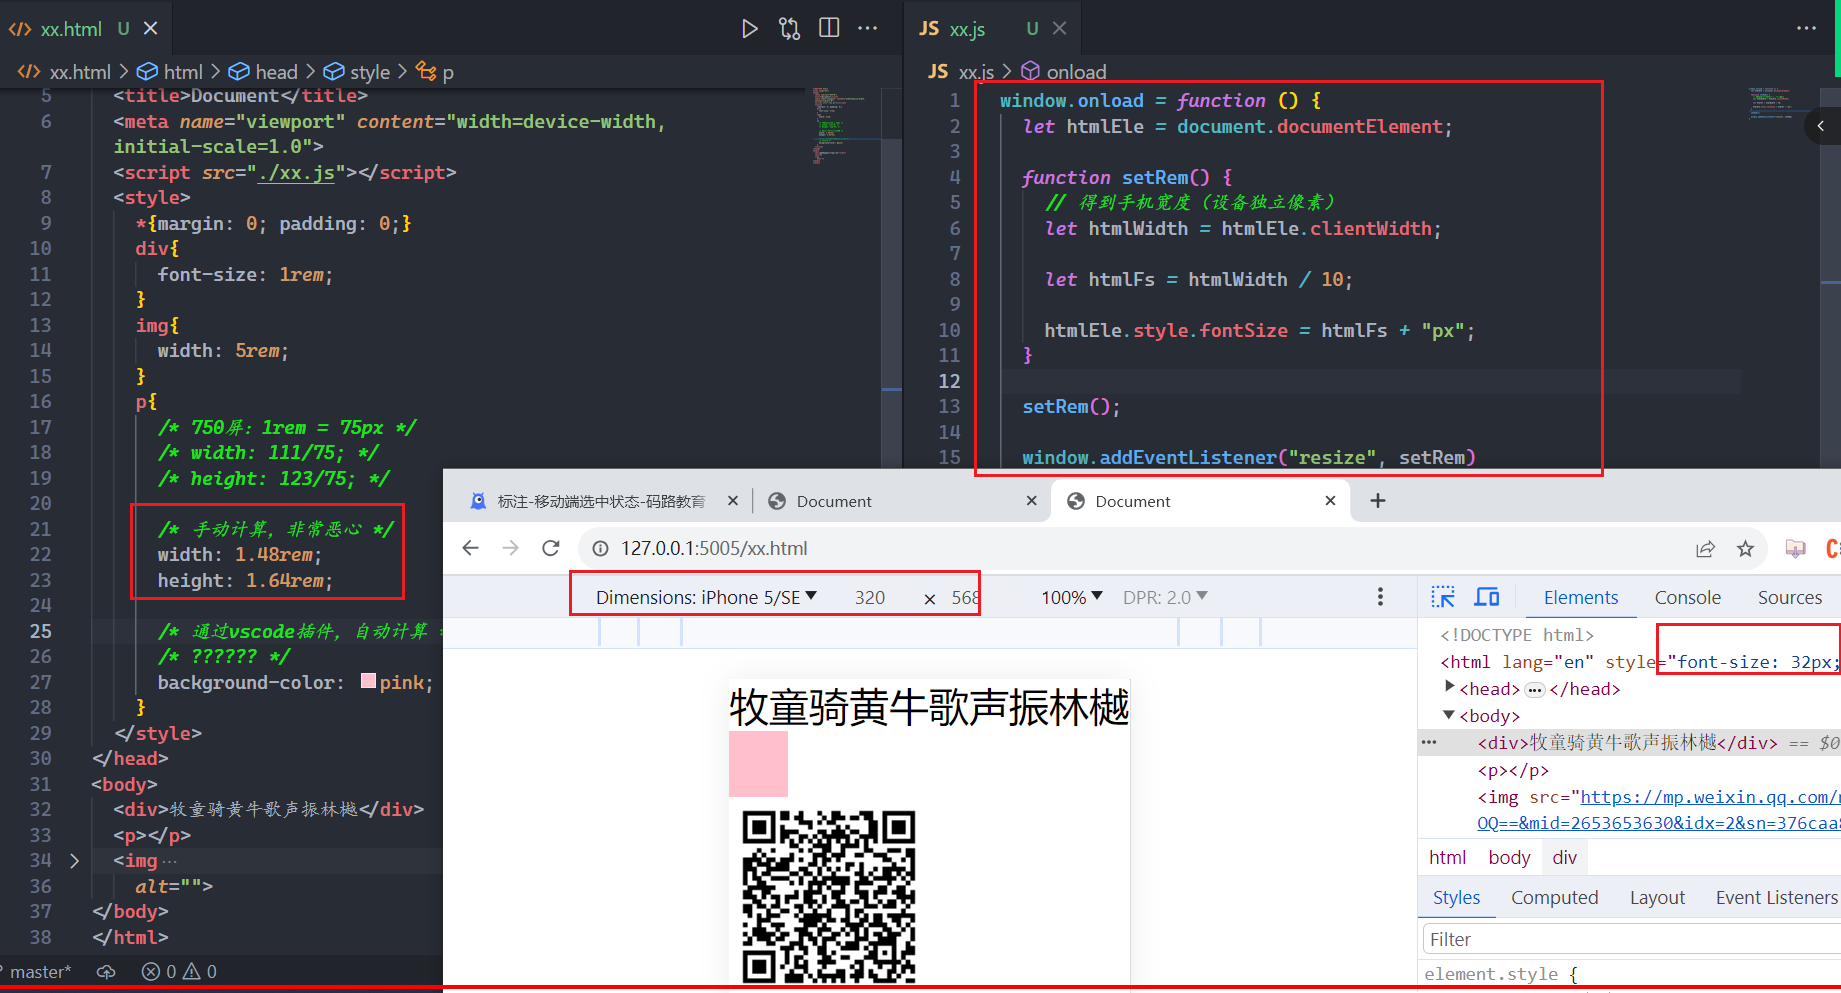 xx.html U
xx.html > html > head > style > p
5 <title>Document</title>
6 <meta name="viewport" content="width=device-width,
initial-scale=1.0">
7 <script src="./xx.js"></script>
8 <style>
9 *{margin: 0; padding: 0;}
10 div{
11 font-size: 1rem;
12 }
13 img{
14 width: 5rem;
15 }
16 p{
17 /* 750屏: 1rem = 75px */
18 /* width: 111/75; */
19 /* height: 123/75; */
20
21 /* 手动计算，非常恶心 */
22 width: 1.48rem;
23 height: 1.64rem;
24
25 /* 通过vscode插件，自动计算
26 /* ?????? */
27 background-color: pink;
28 }
29 </style>
30 </head>
31 <body>
32 <div>牧童骑黄牛歌声振林樾</div>
33 <p></p>
34 <img ...
36 alt="">
37 </body>
38 </html>
master* 0 0
JS xx.js U
JS xx.js > onload
1 window.onload = function () {
2 let htmlEle = document.documentElement;
3
4 function setRem() {
5 // 得到手机宽度（设备独立像素）
6 let htmlWidth = htmlEle.clientWidth;
7
8 let htmlFs = htmlWidth / 10;
9
10 htmlEle.style.fontSize = htmlFs + "px";
11 }
12
13 setRem();
14
15 window.addEventListener("resize", setRem)
标注-移动端选中状态-码路教育 Document Document
127.0.0.1:5005/xx.html
Dimensions: iPhone 5/SE 320 × 568 100% DPR: 2.0
牧童骑黄牛歌声振林樾
Elements Console Sources
<!DOCTYPE html>
<html lang="en" style="font-size: 32px;
<head> ... </head>
<body>
... <div>牧童骑黄牛歌声振林樾</div> == $0
<p></p>
<img src="https://mp.weixin.qq.com/
OQ==&mid=2653653630&idx=2&sn=376caa
html body div
Styles Computed Layout Event Listeners
Filter
element.style {